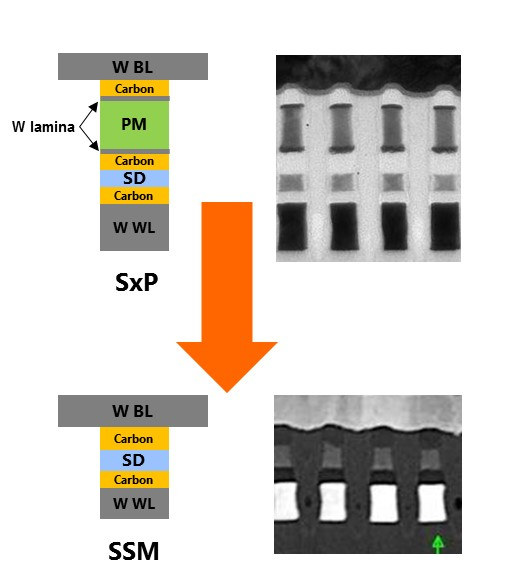 W BL
Carbon
W lamina
PM
Carbon
SD
Carbon
W WL
SxP
W BL
Carbon
SD
Carbon
W WL
SSM